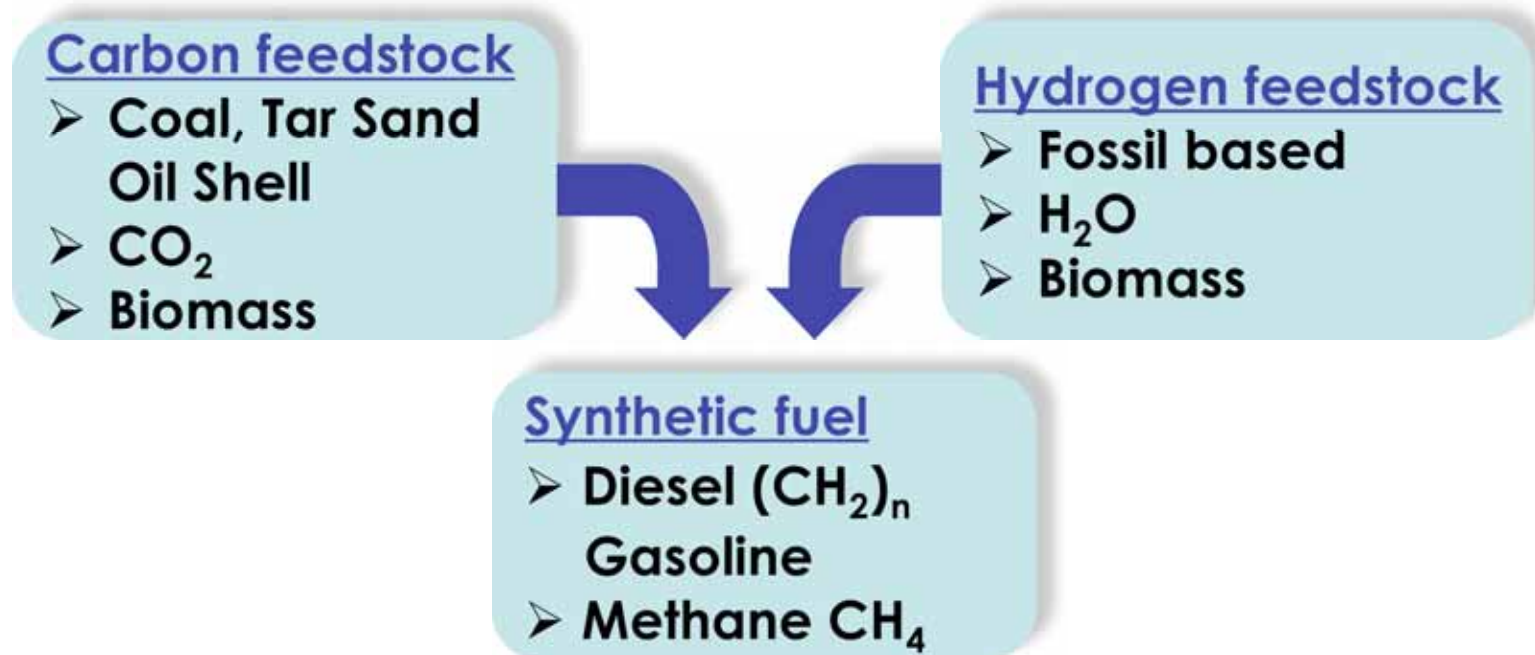 Carbon feedstock
➢ Coal, Tar Sand
Oil Shell
➢ CO₂
➢ Biomass
Hydrogen feedstock
➢ Fossil based
➢ H₂O
➢ Biomass
Synthetic fuel
➢ Diesel (CH₂)ₙ
Gasoline
➢ Methane CH₄